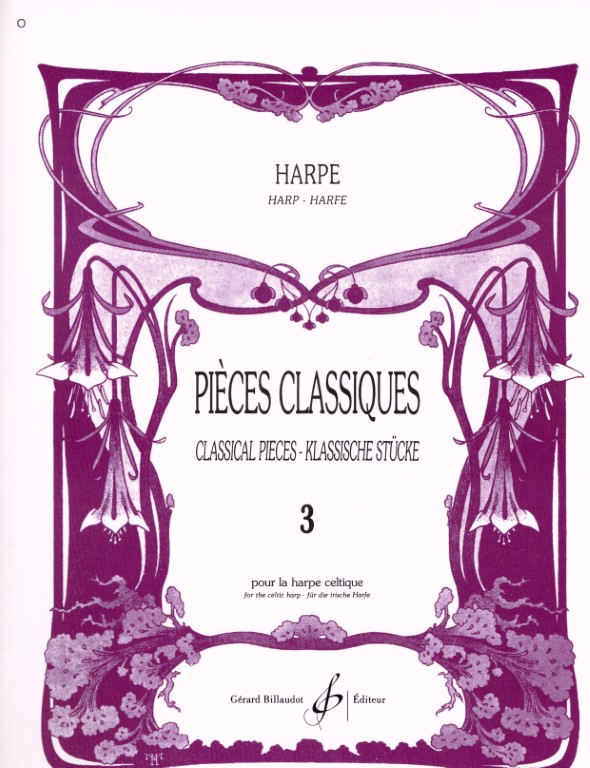 HARPE
HARP - HARFE
PIÈCES CLASSIQUES
CLASSICAL PIECES - KLASSISCHE STÜCKE
3
pour la harpe celtique
for the celtic harp - für die irische Harfe
Gérard Billaudot Éditeur